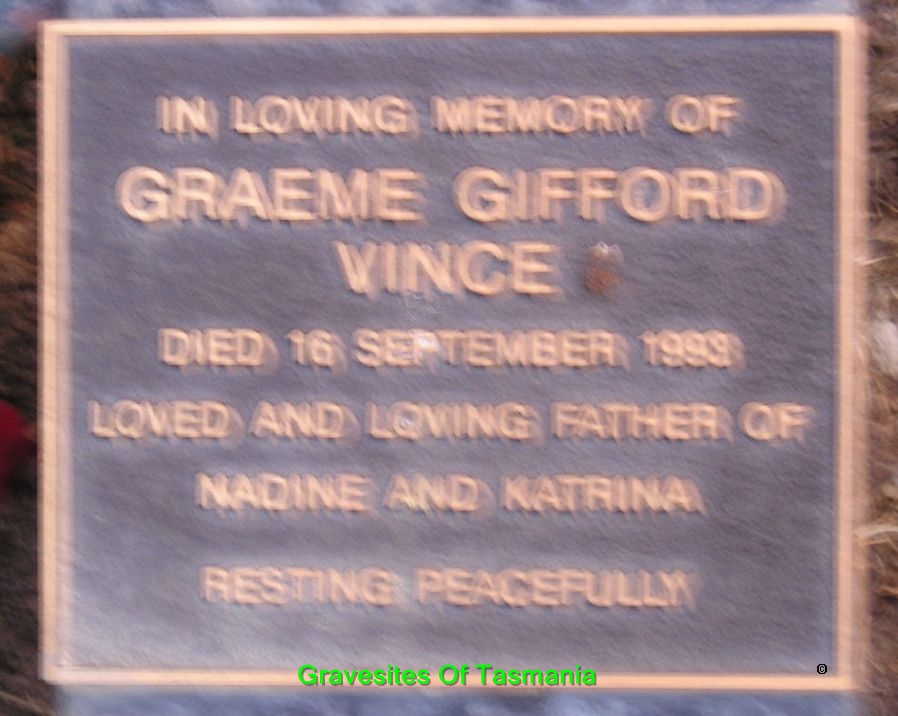 IN LOVING MEMORY OF
GRAEME GIFFORD
VINCE
DIED 16 SEPTEMBER 1993
LOVED AND LOVING FATHER OF
NADINE AND KATRINA
RESTING PEACEFULLY
Gravesites Of Tasmania
©